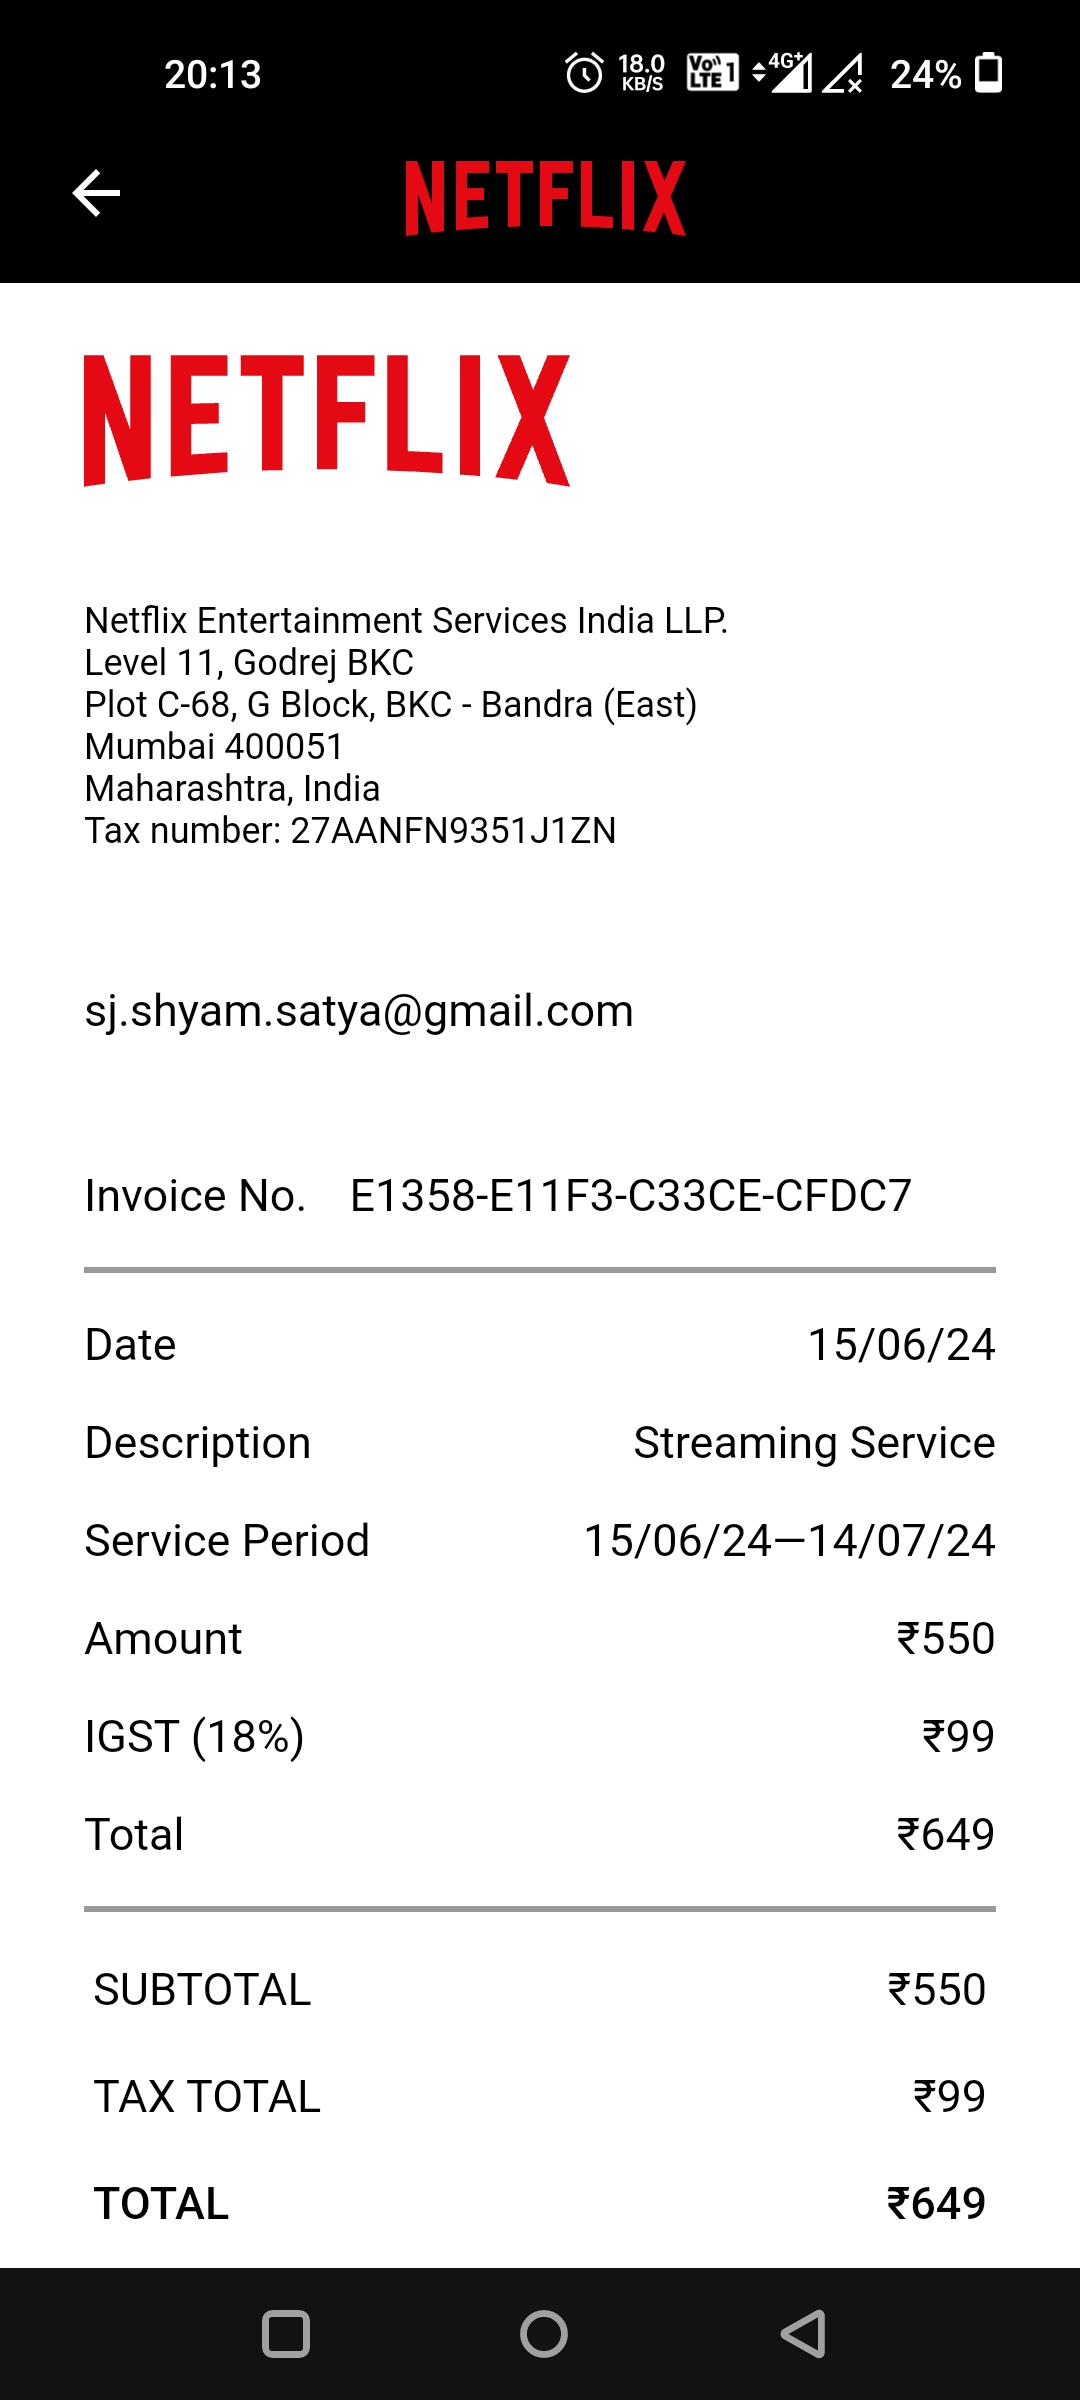 20:13 18.0 KB/S VoLTE 1 4G+ 24%
NETFLIX
NETFLIX
Netflix Entertainment Services India LLP.
Level 11, Godrej BKC
Plot C-68, G Block, BKC - Bandra (East)
Mumbai 400051
Maharashtra, India
Tax number: 27AANFN9351J1ZN
sj.shyam.satya@gmail.com
Invoice No. E1358-E11F3-C33CE-CFDC7
Date 15/06/24
Description Streaming Service
Service Period 15/06/24—14/07/24
Amount ₹550
IGST (18%) ₹99
Total ₹649
SUBTOTAL ₹550
TAX TOTAL ₹99
TOTAL ₹649